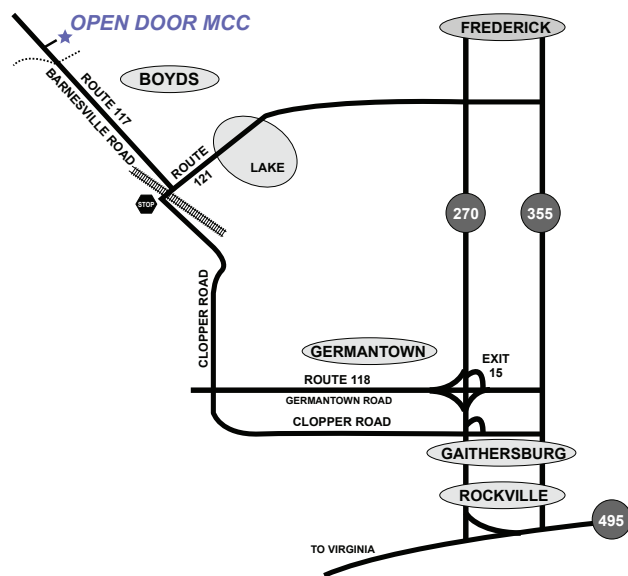 OPEN DOOR MCC
FREDERICK
BOYDS
ROUTE 117
BARNESVILLE ROAD
ROUTE
121
LAKE
STOP
270
355
CLOPPER ROAD
GERMANTOWN
EXIT
15
ROUTE 118
GERMANTOWN ROAD
CLOPPER ROAD
GAITHERSBURG
ROCKVILLE
495
TO VIRGINIA